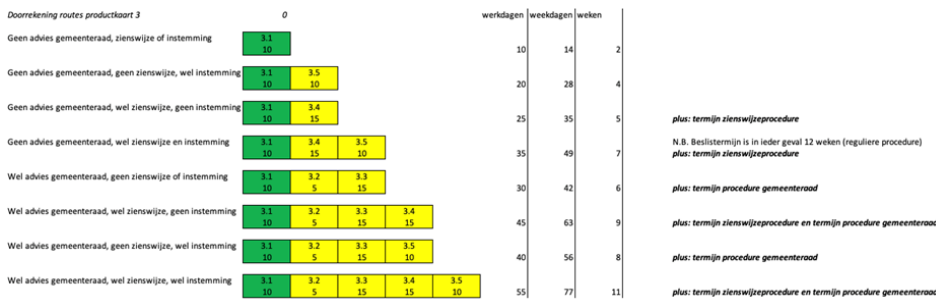 Doorrekening routes productkaart 3 0 werkdagen weekdagen weken
Geen advies gemeenteraad, zienswijze of instemming 3.1
10 10 14 2
Geen advies gemeenteraad, geen zienswijze, wel instemming 3.1 3.5
10 10 20 28 4
Geen advies gemeenteraad, wel zienswijze, geen instemming 3.1 3.4
10 15 25 35 5 plus: termijn zienswijzeprocedure
Geen advies gemeenteraad, wel zienswijze en instemming 3.1 3.4 3.5 N.B. Beslistermijn is in ieder geval 12 weken (reguliere procedure)
10 15 10 35 49 7 plus: termijn zienswijzeprocedure
Wel advies gemeenteraad, geen zienswijze of instemming 3.1 3.2 3.3
10 5 15 30 42 6 plus: termijn procedure gemeenteraad
Wel advies gemeenteraad, wel zienswijze, geen instemming 3.1 3.2 3.3 3.4
10 5 15 15 45 63 9 plus: termijn zienswijzeprocedure en termijn procedure gemeenteraad
Wel advies gemeenteraad, geen zienswijze, wel instemming 3.1 3.2 3.3 3.5
10 5 15 10 40 56 8 plus: termijn procedure gemeenteraad
Wel advies gemeenteraad, wel zienswijze, wel instemming 3.1 3.2 3.3 3.4 3.5
10 5 15 15 10 55 77 11 plus: termijn zienswijzeprocedure en termijn procedure gemeenteraad